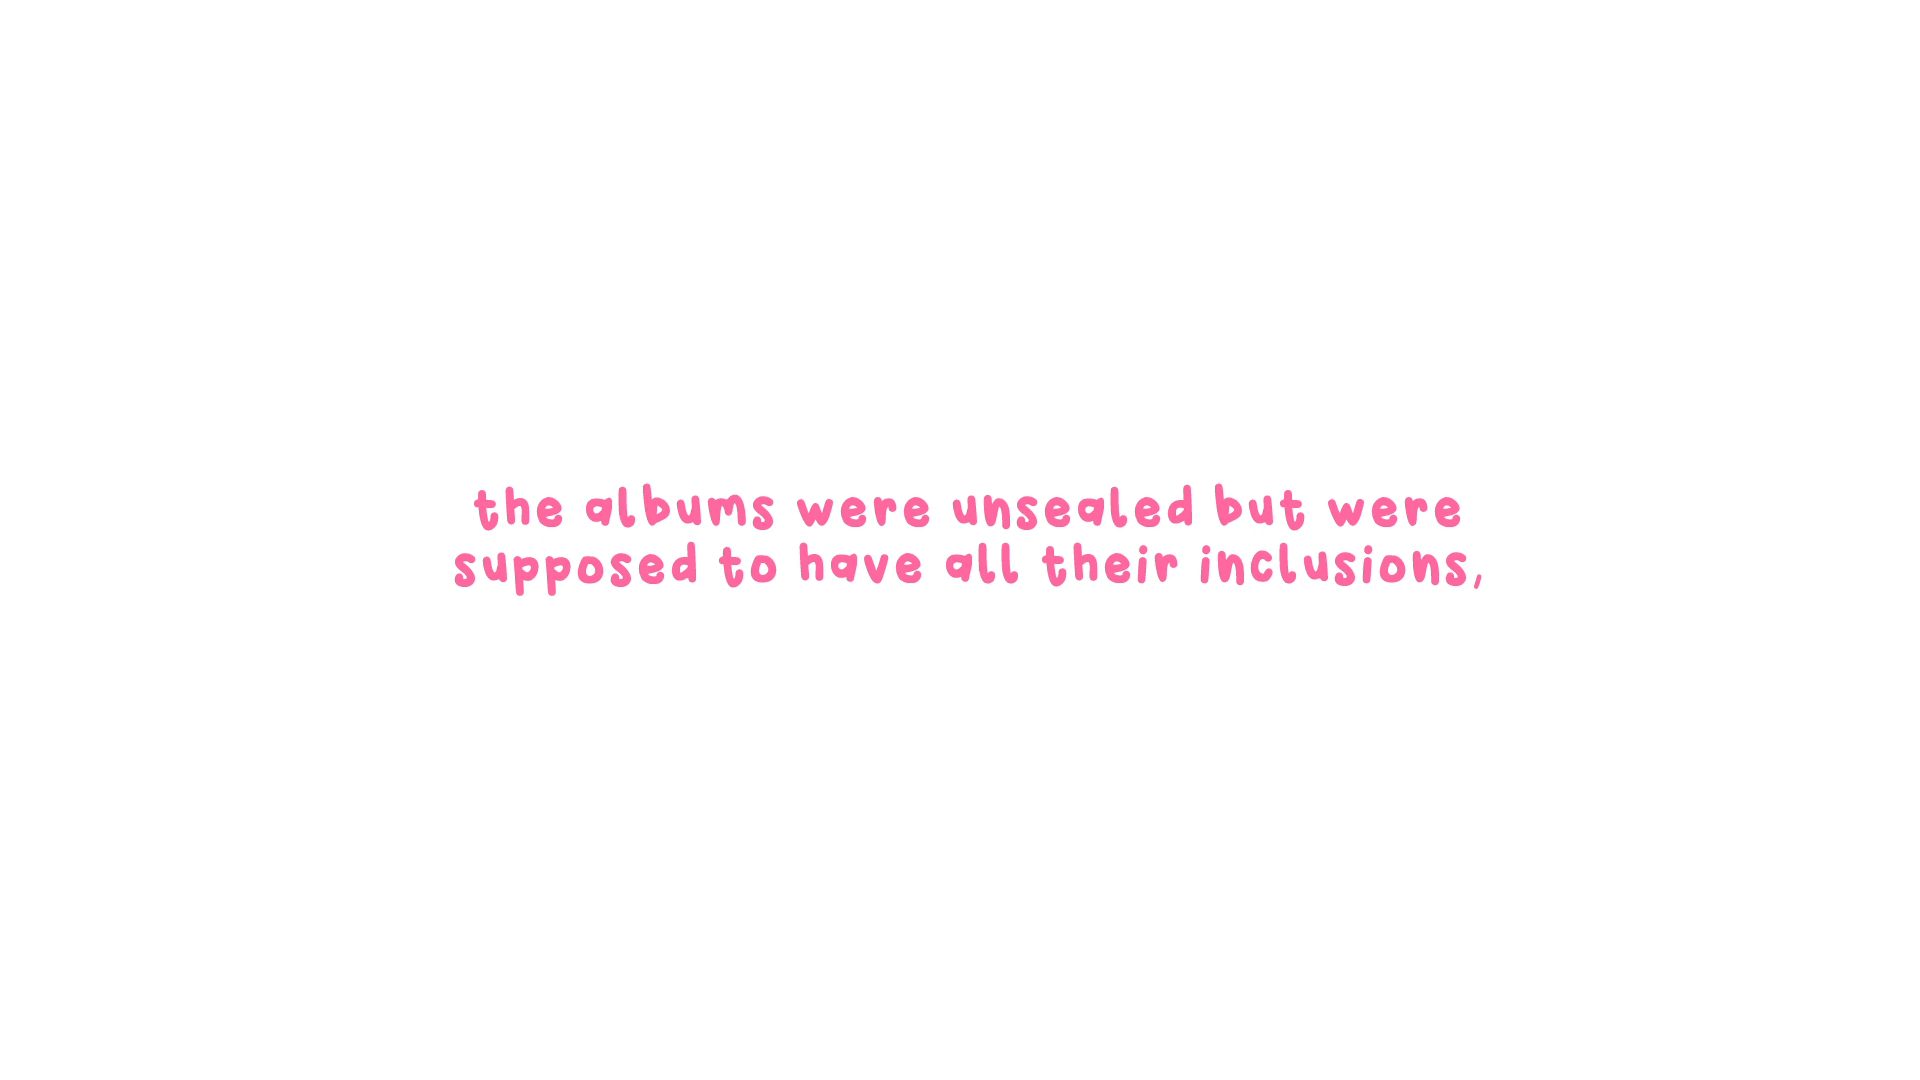 the albums were unsealed but were
supposed to have all their inclusions,